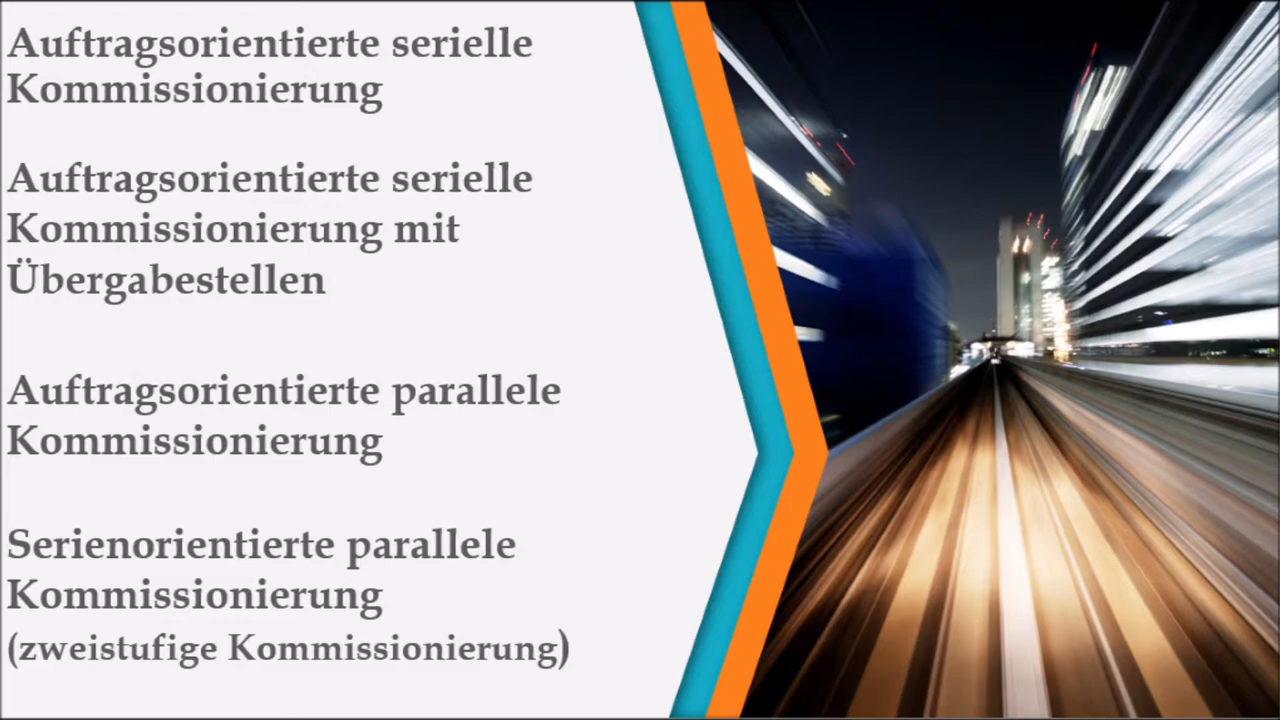 Auftragsorientierte serielle
Kommissionierung
Auftragsorientierte serielle
Kommissionierung mit
Übergabestellen
Auftragsorientierte parallele
Kommissionierung
Serienorientierte parallele
Kommissionierung
(zweistufige Kommissionierung)